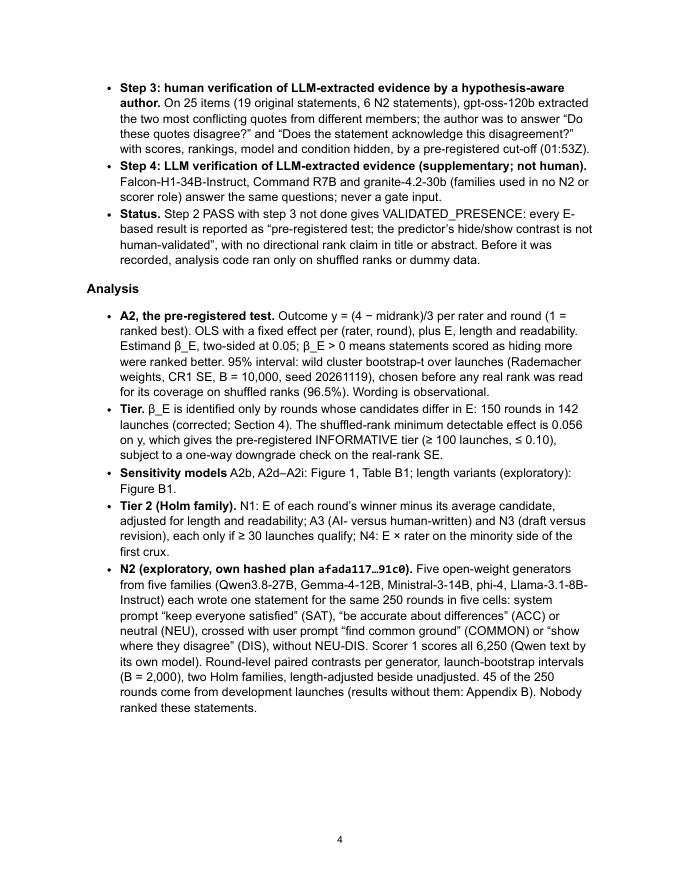 • Step 3: human verification of LLM-extracted evidence by a hypothesis-aware
author. On 25 items (19 original statements, 6 N2 statements), gpt-oss-120b extracted
the two most conflicting quotes from different members; the author was to answer “Do
these quotes disagree?” and “Does the statement acknowledge this disagreement?”
with scores, rankings, model and condition hidden, by a pre-registered cut-off (01:53Z).
• Step 4: LLM verification of LLM-extracted evidence (supplementary; not human).
Falcon-H1-34B-Instruct, Command R7B and granite-4.2-30b (families used in no N2 or
scorer role) answer the same questions; never a gate input.
• Status. Step 2 PASS with step 3 not done gives VALIDATED_PRESENCE: every E-
based result is reported as “pre-registered test; the predictor’s hide/show contrast is not
human-validated”, with no directional rank claim in title or abstract. Before it was
recorded, analysis code ran only on shuffled ranks or dummy data.
Analysis
• A2, the pre-registered test. Outcome y = (4 − midrank)/3 per rater and round (1 =
ranked best). OLS with a fixed effect per (rater, round), plus E, length and readability.
Estimand β_E, two-sided at 0.05; β_E > 0 means statements scored as hiding more
were ranked better. 95% interval: wild cluster bootstrap-t over launches (Rademacher
weights, CR1 SE, B = 10,000, seed 20261119), chosen before any real rank was read
for its coverage on shuffled ranks (96.5%). Wording is observational.
• Tier. β_E is identified only by rounds whose candidates differ in E: 150 rounds in 142
launches (corrected; Section 4). The shuffled-rank minimum detectable effect is 0.056
on y, which gives the pre-registered INFORMATIVE tier (≥ 100 launches, ≤ 0.10),
subject to a one-way downgrade check on the real-rank SE.
• Sensitivity models A2b, A2d–A2i: Figure 1, Table B1; length variants (exploratory):
Figure B1.
• Tier 2 (Holm family). N1: E of each round’s winner minus its average candidate,
adjusted for length and readability; A3 (AI- versus human-written) and N3 (draft versus
revision), each only if ≥ 30 launches qualify; N4: E × rater on the minority side of the
first crux.
• N2 (exploratory, own hashed plan afada117…91c0). Five open-weight generators
from five families (Qwen3.8-27B, Gemma-4-12B, Ministral-3-14B, phi-4, Llama-3.1-8B-
Instruct) each wrote one statement for the same 250 rounds in five cells: system
prompt “keep everyone satisfied” (SAT), “be accurate about differences” (ACC) or
neutral (NEU), crossed with user prompt “find common ground” (COMMON) or “show
where they disagree” (DIS), without NEU-DIS. Scorer 1 scores all 6,250 (Qwen text by
its own model). Round-level paired contrasts per generator, launch-bootstrap intervals
(B = 2,000), two Holm families, length-adjusted beside unadjusted. 45 of the 250
rounds come from development launches (results without them: Appendix B). Nobody
ranked these statements.
4